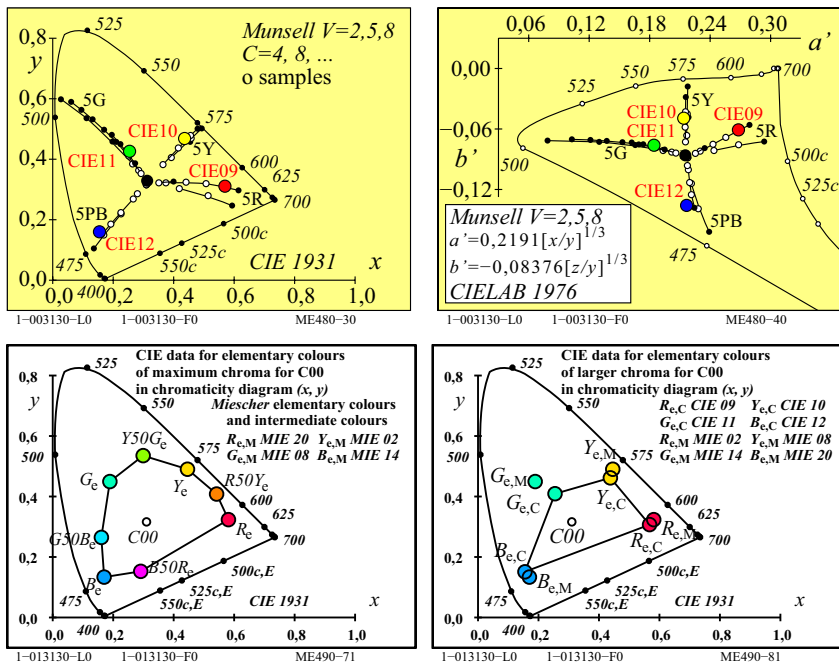 Munsell V=2,5,8
C=4, 8, ...
o samples
0,8
y
0,6
0,4
0,2
0,0
0,0 0,2 0,4 0,6 0,8 1,0
x
525
550
575
600
625
700
500
475
400
500c
525c
550c
5G
5Y
5R
5PB
CIE10
CIE11
CIE09
CIE12
CIE 1931
1-003130-L0 1-003130-F0 ME480-30
0,06 0,12 0,18 0,24 0,30
a’
0,00
−0,06
b’
−0,12
525
550
575
600
700
500
475
500c
525c
CIE10
5Y
CIE09
CIE11
5R
5G
CIE12
5PB
Munsell V=2,5,8
a’=0,2191[x/y]1/3
b’=−0,08376[z/y]1/3
CIELAB 1976
1-003130-L0 1-003130-F0 ME480-40
CIE data for elementary colours
of maximum chroma for C00
in chromaticity diagram (x, y)
Miescher elementary colours
and intermediate colours
Re,M MIE 20 Ye,M MIE 02
Ge,M MIE 08 Be,M MIE 14
0,8
y
0,6
0,4
0,2
0,0
0,2 0,4 0,6 0,8 1,0
x
525
550
575
600
625
700
500
475
400
500c,E
525c,E
550c,E
Y50Ge
Ge
Ye
R50Ye
Re
G50Be
C00
B50Re
Be
CIE 1931
1-013130-L0 1-013130-F0 ME490-71
CIE data for elementary colours
of larger chroma for C00
in chromaticity diagram (x, y)
Re,C CIE 09 Ye,C CIE 10
Ge,C CIE 11 Be,C CIE 12
Re,M MIE 02 Ye,M MIE 08
Ge,M MIE 14 Be,M MIE 20
0,8
y
0,6
0,4
0,2
0,0
0,2 0,4 0,6 0,8 1,0
x
525
550
575
600
625
700
500
475
400
500c,E
525c,E
550c,E
Ye,M
Ge,M
Ye,C
Ge,C
C00
Re,M
Re,C
Be,C
Be,M
CIE 1931
1-013130-L0 1-013130-F0 ME490-81